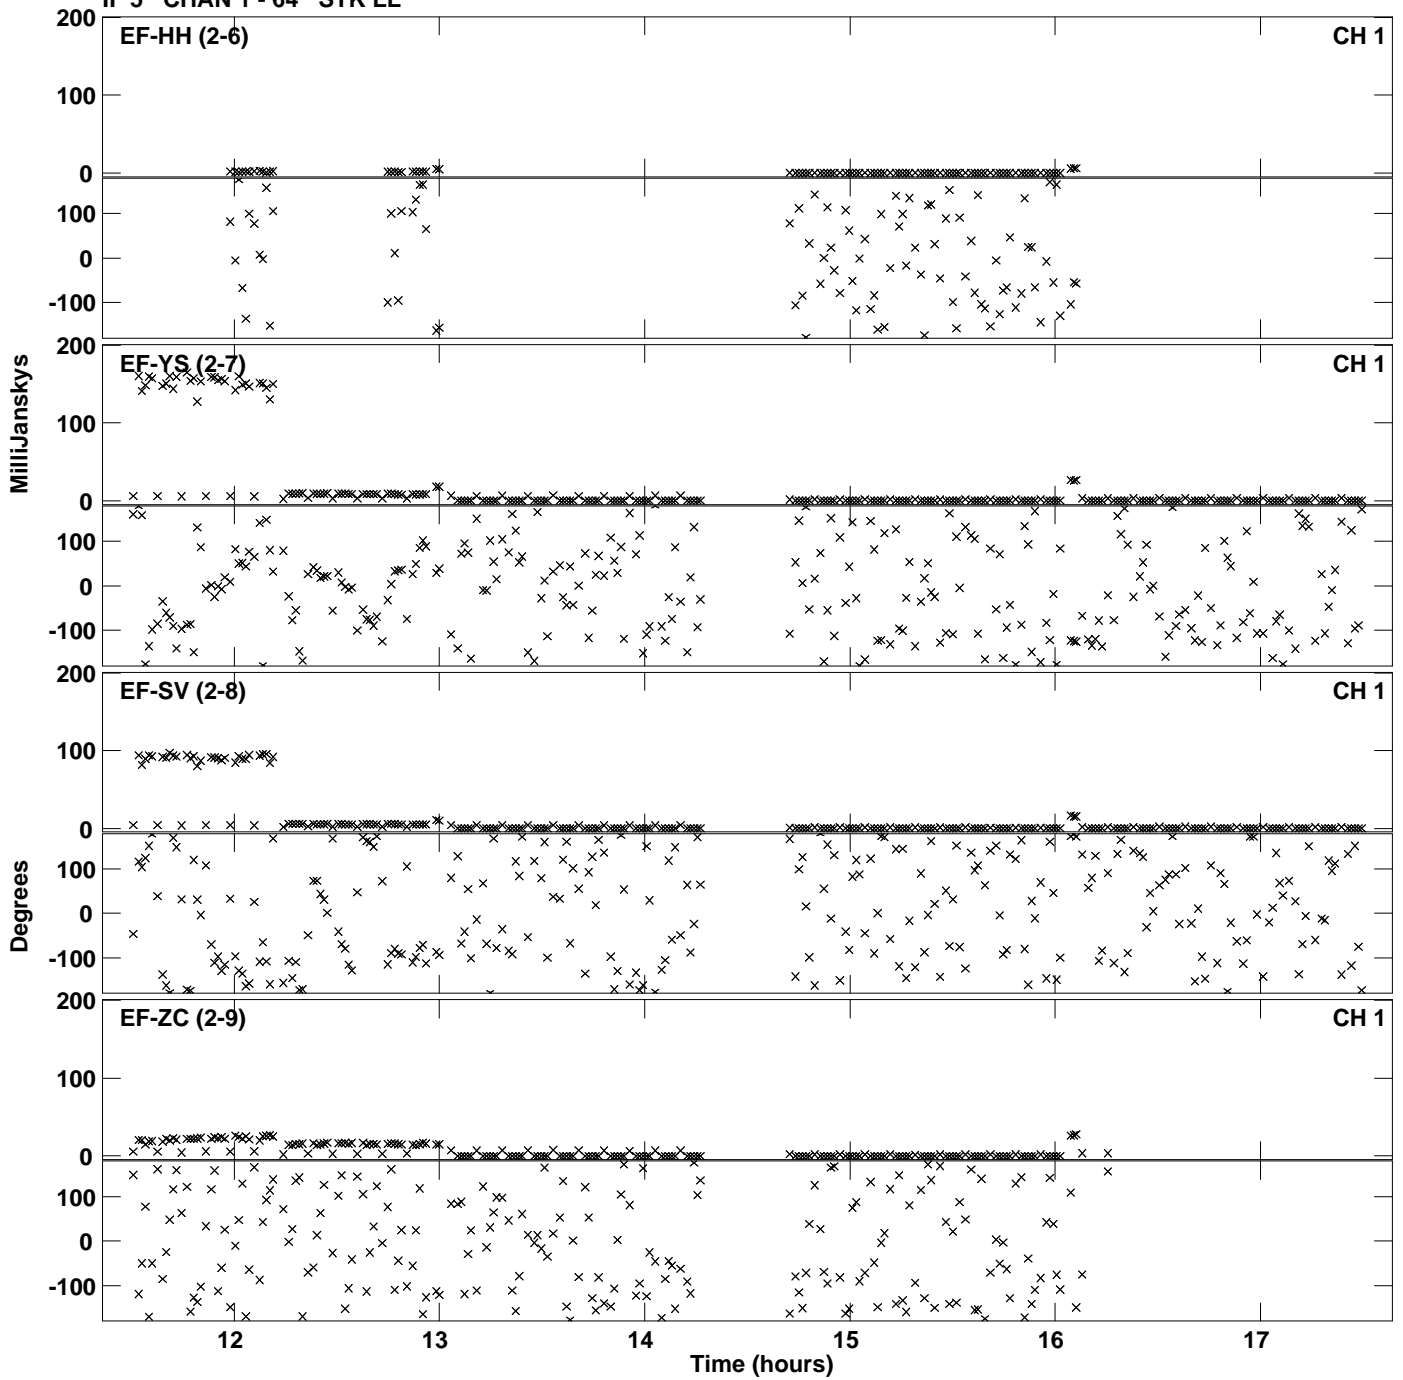 IF 5 CHAN 1 - 64 STK LL
200
EF-HH (2-6)
CH 1
100
0
100
0
-100
200
EF-YS (2-7)
CH 1
100
0
100
0
-100
200
EF-SV (2-8)
CH 1
100
0
100
0
-100
200
EF-ZC (2-9)
CH 1
100
0
100
0
-100
MilliJanskys
Degrees
12 13 14 15 16 17
Time (hours)